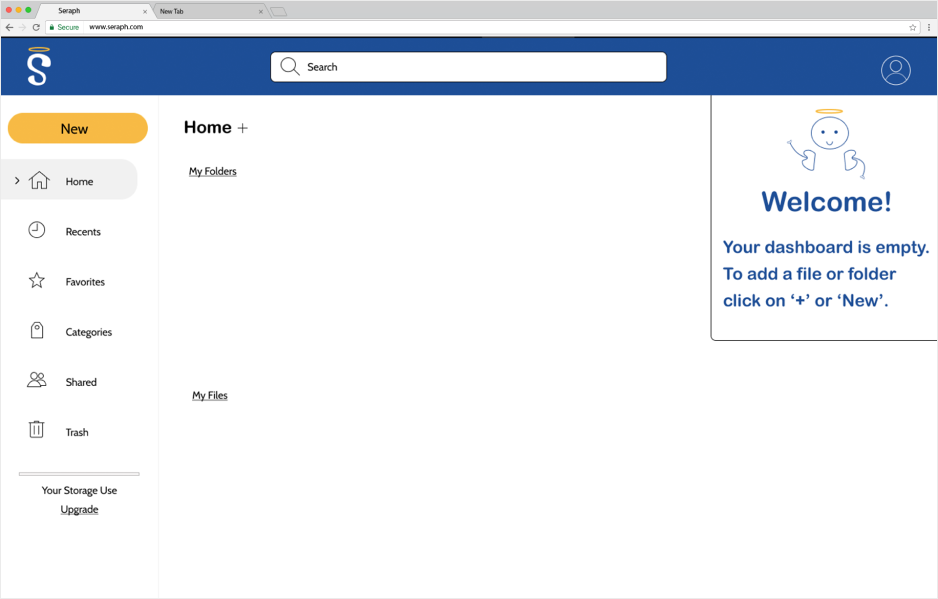 Seraph
New Tab
Secure www.seraph.com
S
Search
New
Home
Recents
Favorites
Categories
Shared
Trash
Your Storage Use
Upgrade
Home +
My Folders
My Files
Welcome!
Your dashboard is empty.
To add a file or folder
click on ‘+’ or ‘New’.